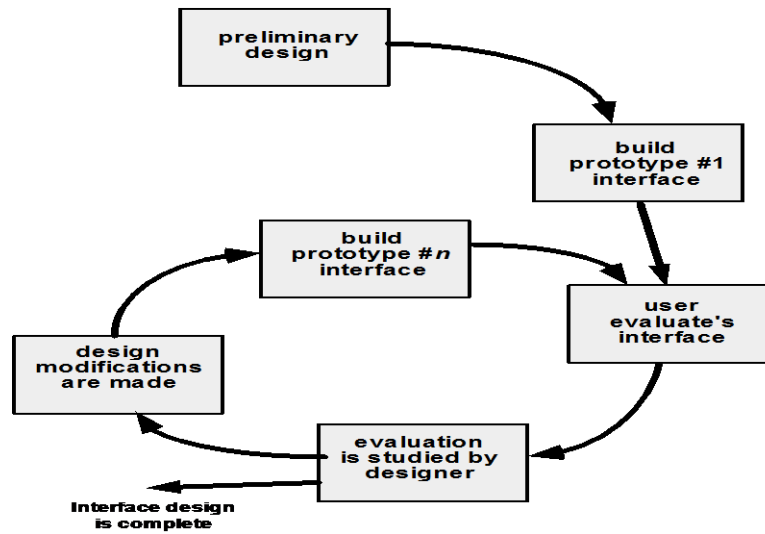 preliminary
design
build
prototype #1
interface
build
prototype #n
interface
user
evaluate's
interface
design
modifications
are made
evaluation
is studied by
designer
Interface design
is complete